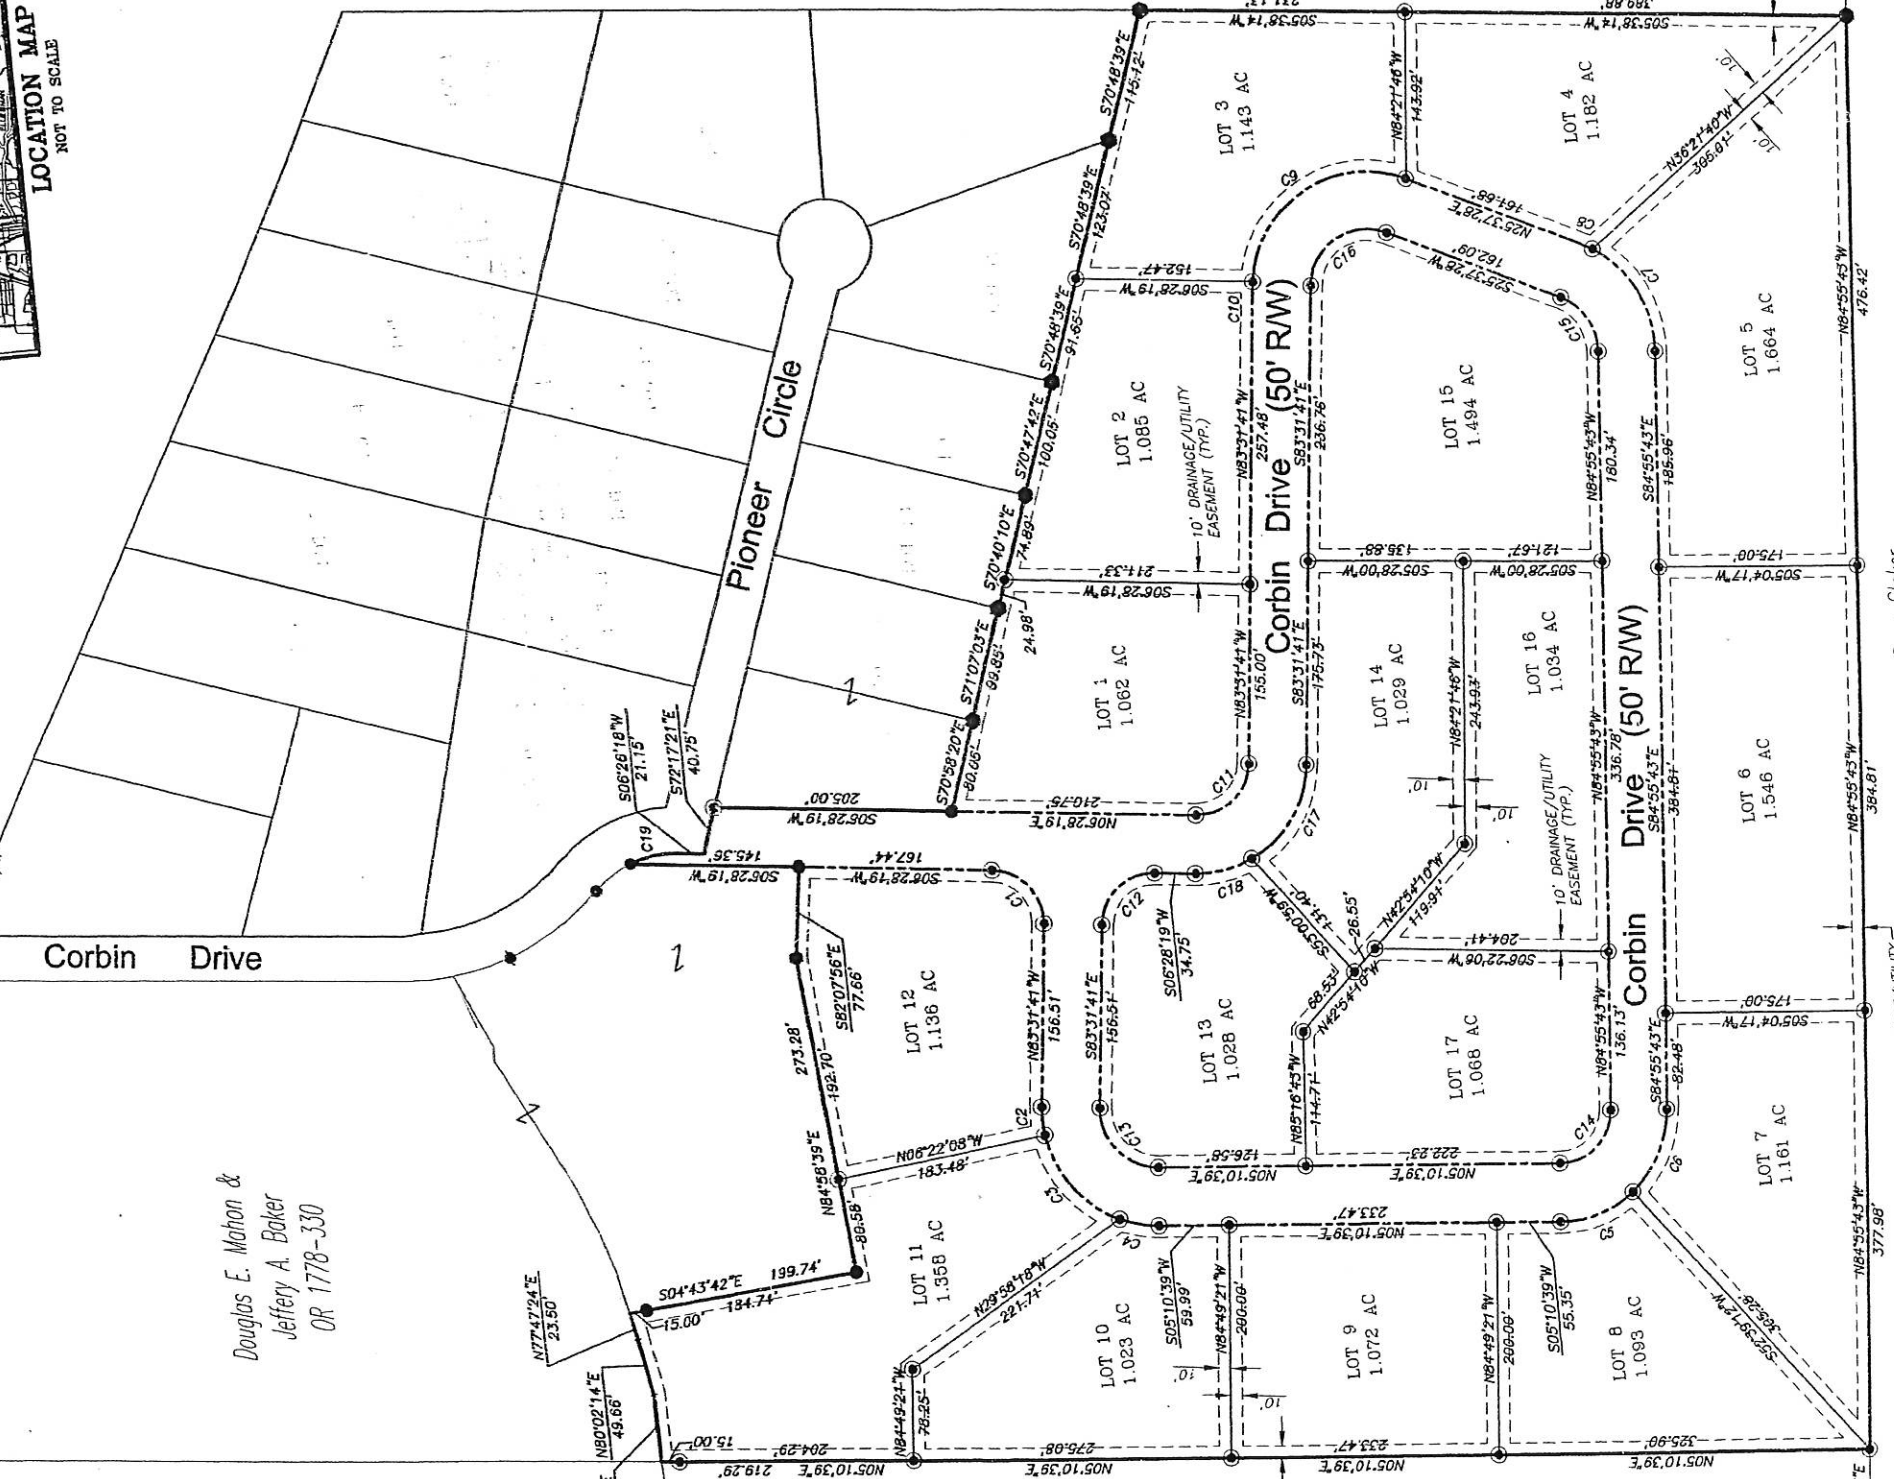 LOCATION MAP
NOT TO SCALE
Pioneer Circle
Corbin Drive
Corbin Drive (50' R/W)
Corbin Drive (50' R/W)
Douglas E. Mahon &
Jeffery A. Baker
OR 1778-330
LOT 1
1.062 AC
LOT 2
1.085 AC
LOT 3
1.143 AC
LOT 4
1.182 AC
LOT 5
1.664 AC
LOT 6
1.546 AC
LOT 7
1.161 AC
LOT 8
1.093 AC
LOT 9
1.072 AC
LOT 10
1.023 AC
LOT 11
1.358 AC
LOT 12
1.136 AC
LOT 13
1.028 AC
LOT 14
1.029 AC
LOT 15
1.494 AC
LOT 16
1.034 AC
LOT 17
1.068 AC
10' DRAINAGE/UTILITY
EASEMENT (TYP.)
10' DRAINAGE/UTILITY
EASEMENT (TYP.)
S05°38'14"W
231.13'
S05°38'14"W
389.88'
S70°48'39"E
115.12'
S70°48'39"E
123.07'
S70°48'39"E
91.65'
S70°47'42"E
100.05'
S70°40'10"E
74.89'
24.98'
S71°07'03"E
99.85'
S70°58'20"E
80.06'
N84°21'46"W
143.92'
N36°21'40"W
305.01'
N25°37'28"E
161.68'
S25°37'28"W
162.09'
S06°28'19"W
152.47'
N83°31'41"W
257.48'
S83°31'41"E
236.76'
S06°28'19"W
211.33'
N83°31'41"W
155.00'
S83°31'41"E
175.73'
S05°28'00"W
135.88'
S05°28'00"W
121.67'
N84°55'43"W
180.34'
S84°55'43"E
185.96'
N84°55'43"W
476.42'
S05°04'17"W
175.00'
N84°21'46"W
243.93'
N84°55'43"W
336.78'
S84°55'43"E
384.81'
N84°55'43"W
384.81'
S05°04'17"W
175.00'
S06°26'18"W
21.15'
S72°17'21"E
40.75'
S06°28'19"W
205.00'
N06°28'19"E
210.75'
S06°28'19"W
145.36'
S06°28'19"W
167.44'
S82°07'56"E
77.66'
273.28'
192.70'
N84°58'39"E
80.58'
N83°31'41"W
156.51'
S83°31'41"E
156.51'
S06°28'19"W
34.75'
S53°00'59"W
131.40'
26.55'
N42°54'10"W
119.91'
68.53'
N42°54'10"W
S06°22'06"W
204.41'
N85°16'45"W
114.71'
N84°55'43"W
136.13'
S84°55'43"E
82.48'
N06°22'08"W
183.48'
N05°10'39"E
126.56'
N05°10'39"E
222.23'
N05°10'39"E
233.47'
S04°43'42"E
199.74'
184.74'
15.00'
N77°47'24"E
23.50'
N80°02'14"E
49.66'
15.00'
N29°58'18"W
221.71'
S05°10'39"W
59.99'
S05°10'39"W
55.35'
N84°49'21"W
78.25'
N84°49'21"W
200.00'
N84°49'21"W
200.00'
S52°39'12"W
305.28'
N84°55'43"W
377.98'
219.29'
204.29'
N05°10'39"E
275.08'
N05°10'39"E
233.47'
N05°10'39"E
325.90'
N05°10'39"E
C1
C2
C3
C4
C5
C6
C7
C8
C9
C10
C11
C12
C13
C14
C15
C16
C17
C18
C19
10'
10'
10'
10'
10'
10'